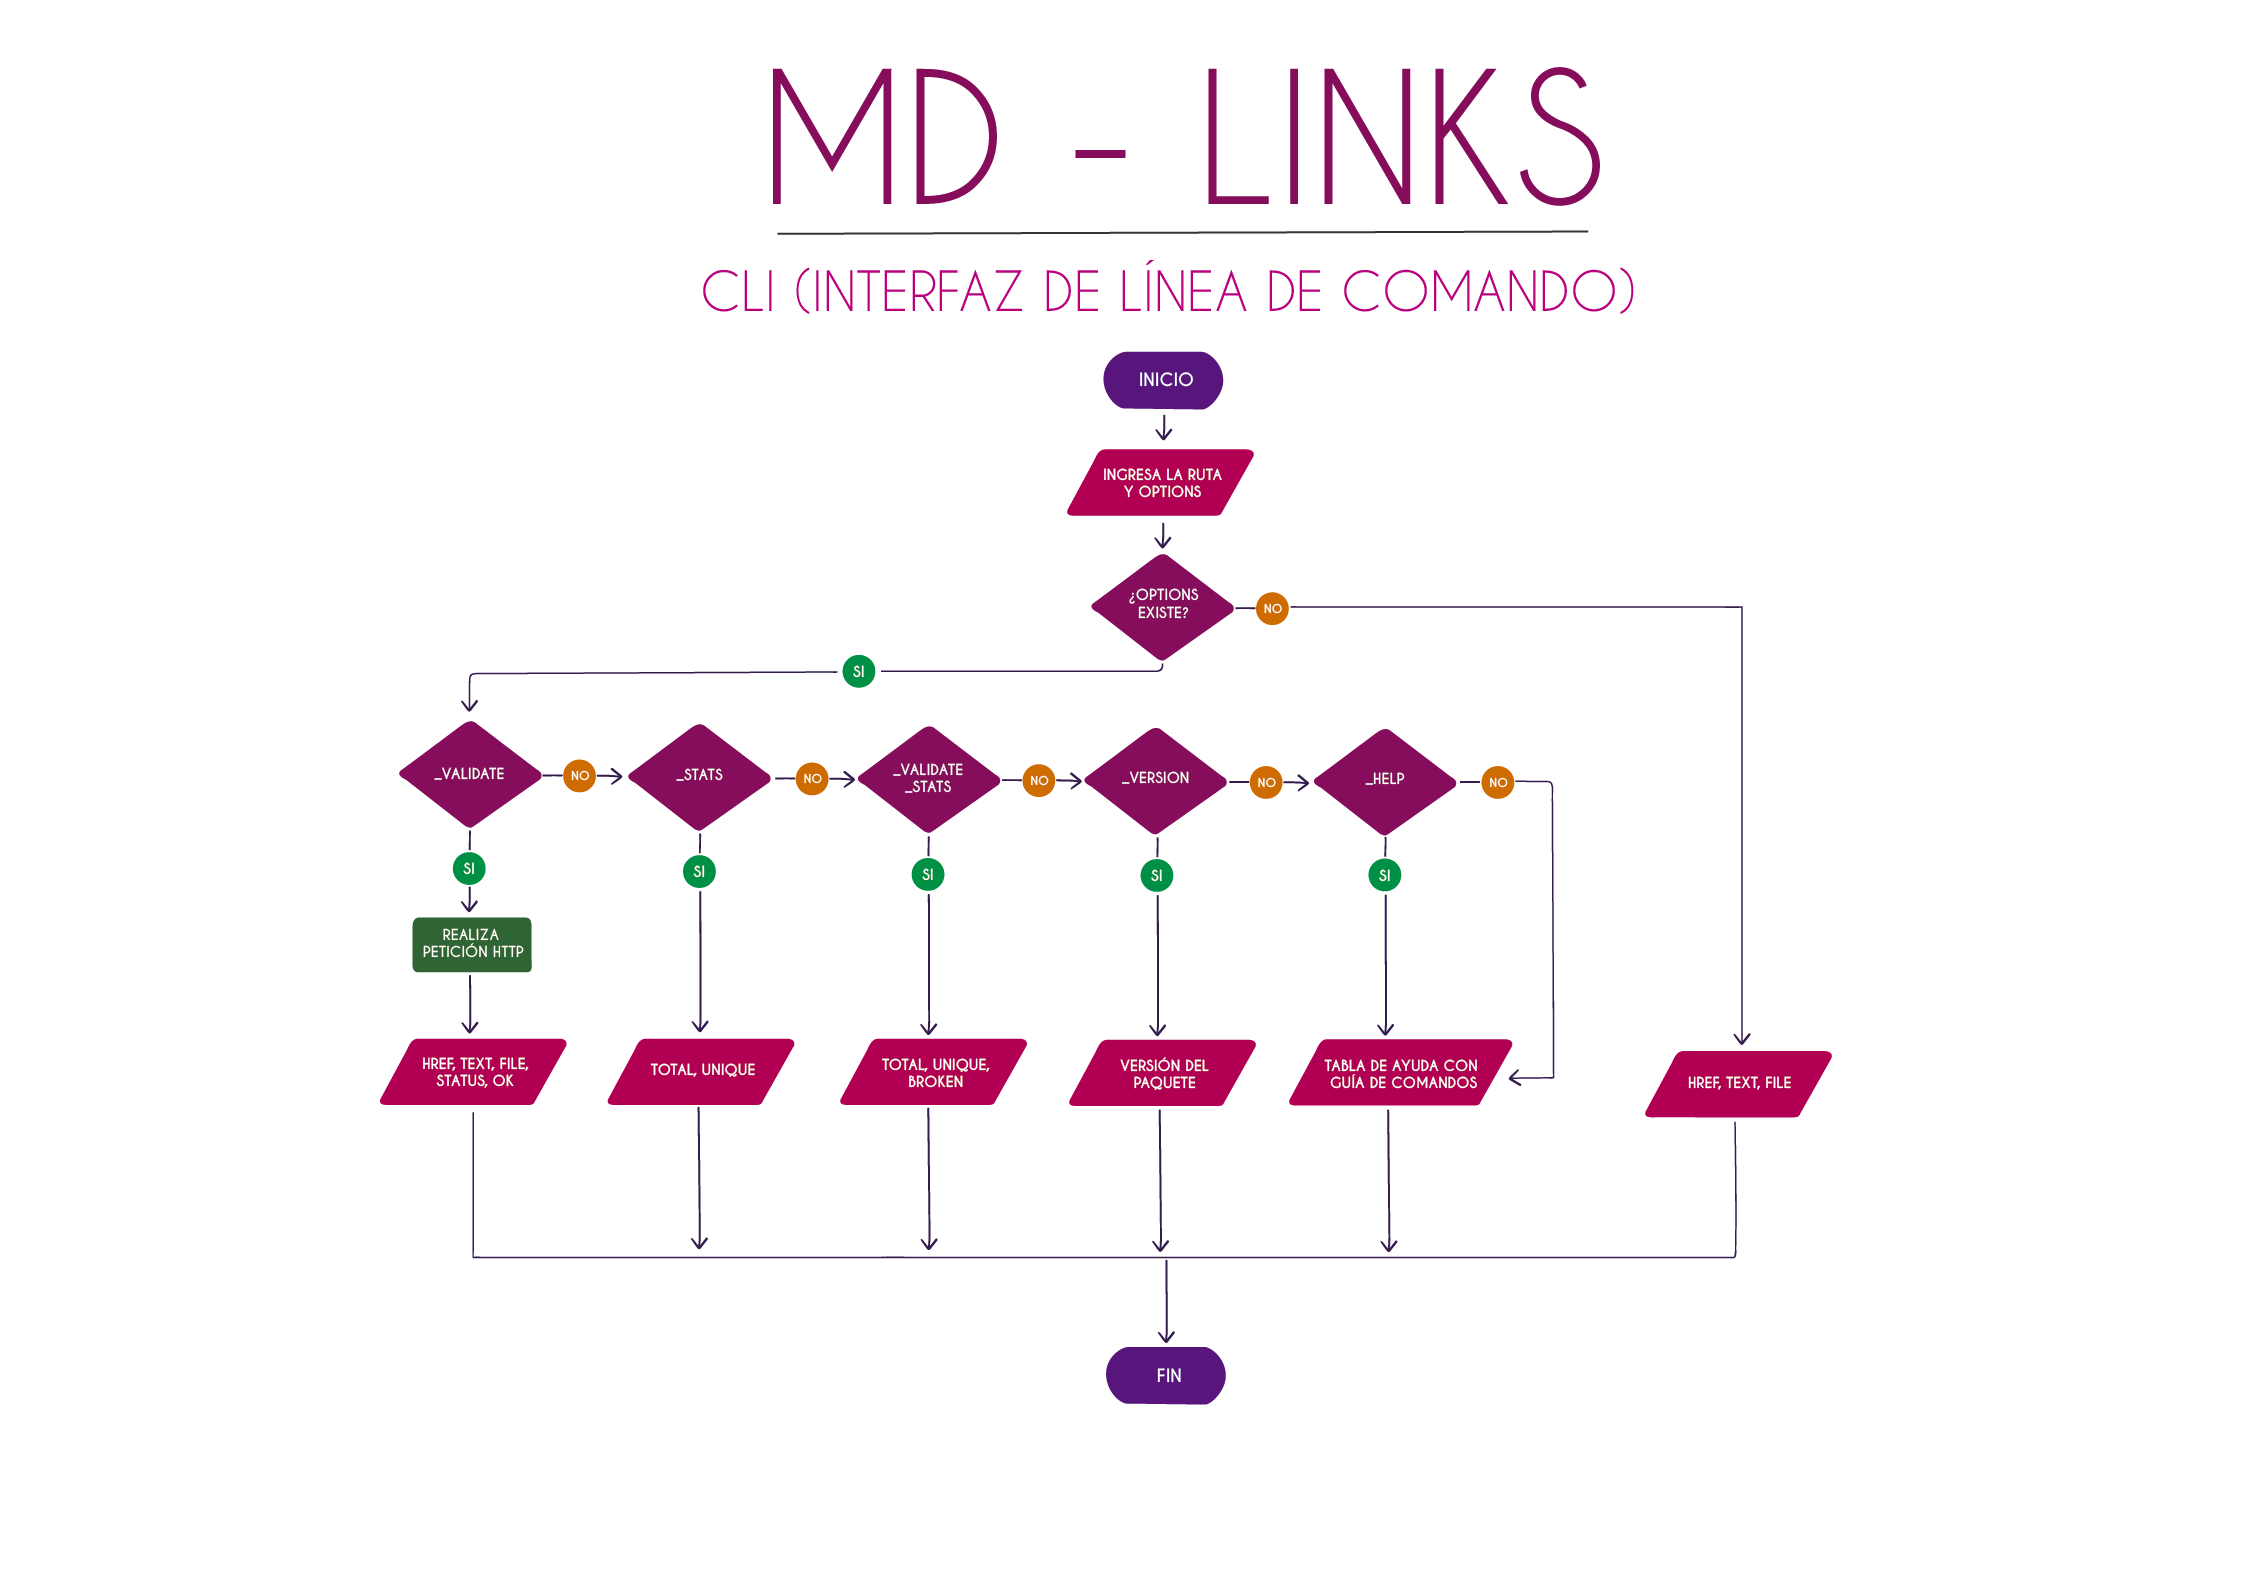 MD - LINKS
CLI (INTERFAZ DE LÍNEA DE COMANDO)
INICIO
INGRESA LA RUTA
Y OPTIONS
¿OPTIONS
EXISTE?
NO
SI
_VALIDATE
NO
_STATS
NO
_VALIDATE
_STATS
NO
_VERSION
NO
_HELP
NO
SI
SI
SI
SI
SI
REALIZA
PETICIÓN HTTP
HREF, TEXT, FILE,
STATUS, OK
TOTAL, UNIQUE
TOTAL, UNIQUE,
BROKEN
VERSIÓN DEL
PAQUETE
TABLA DE AYUDA CON
GUÍA DE COMANDOS
HREF, TEXT, FILE
FIN